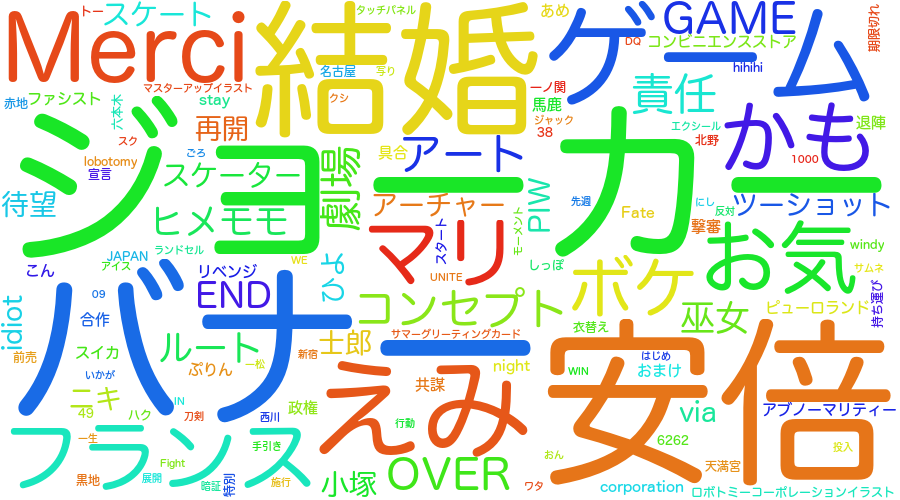 トー
スケート
タッチパネル
あめ
GAME
期限切れ
Merci
結婚
ゲーム
DQ
コンビニエンスストア
マスターアップイラスト
名古屋
写り
hihihi
赤地
ファシスト
六本木
stay
クシ
一ノ関
馬鹿
責任
ジャック
38
エクシール
かも
退陣
再開
スク
lobotomy
宣言
ごろ
劇場
アート
具合
北野
1000
ジョーカー
スケーター
待望
ヒメモモ
アーチャー
PIW
先週
Fate
にし
反対
ツーショット
撃審
マリ
スタート
モーメント
お気
windy
JAPAN
ランドセル
アイス
こん
リベンジ
WE
よひ
UNITE
しっぽ
ボケ
サムネ
idiot
09
合作
END
コンセプト
衣替え
巫女
ピューロランド
持ち運び
バナー
前売
スイカ
ルート
士郎
サマーグリーティングカード
新宿
一松
いかが
ぷりん
night
共謀
WIN
はじめ
おまけ
安倍
ニキ
49
ハク
IN
刀剣
西川
政権
えみ
行動
via
アブノーマリティー
フランス
一生
Fight
手引き
6262
投入
黒地
展開
暗証
特別
施行
小塚
OVER
おん
ワタ
corporation
天満宮
ロボトミーコーポレーションイラスト